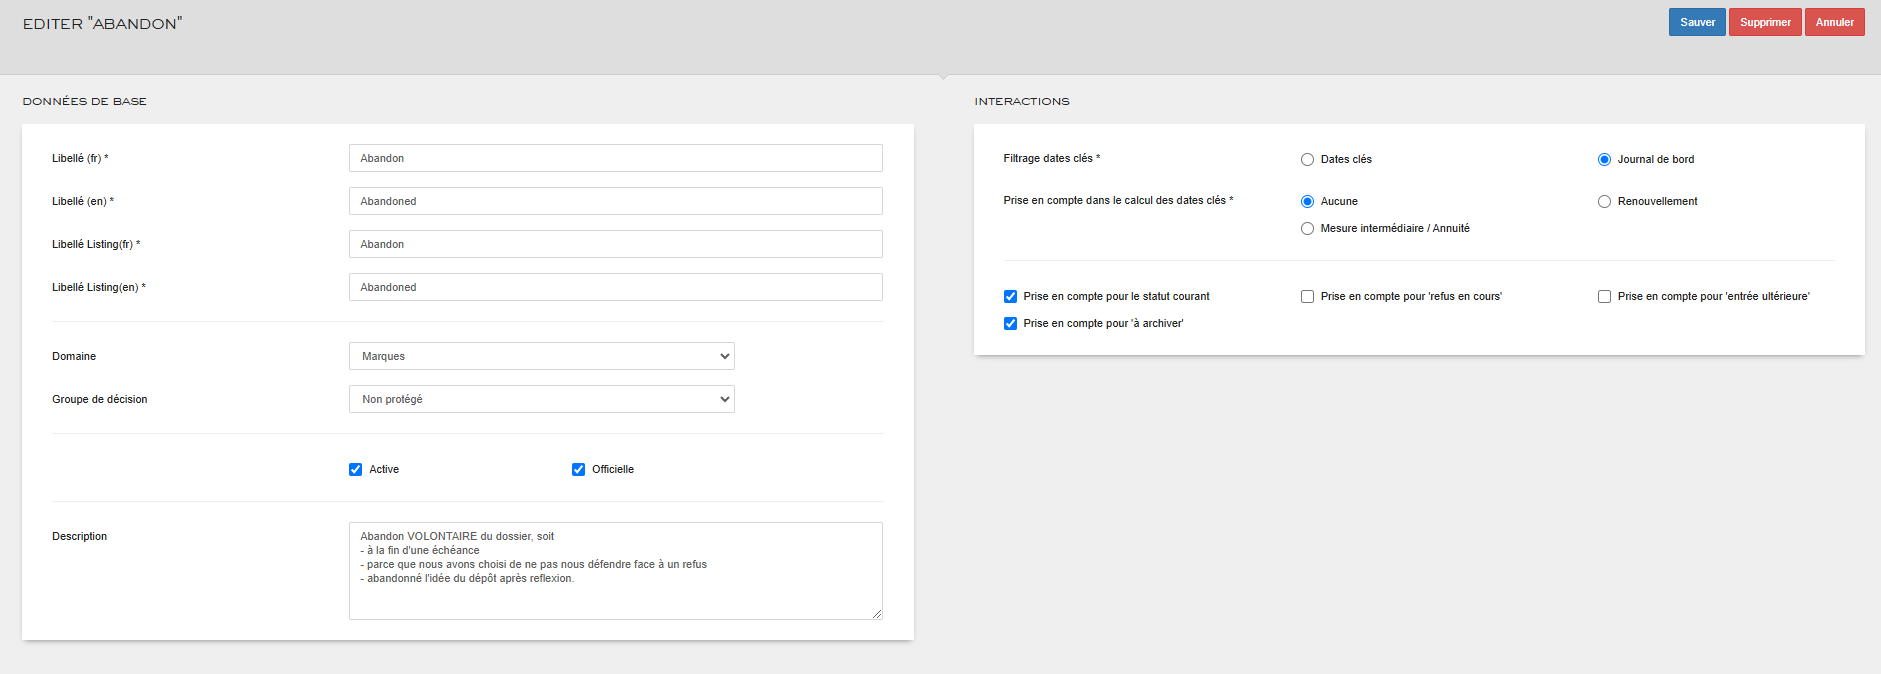 EDITER "ABANDON"
Sauver
Supprimer
Annuler
DONNÉES DE BASE
Libellé (fr) *
Abandon
Libellé (en) *
Abandoned
Libellé Listing(fr) *
Abandon
Libellé Listing(en) *
Abandoned
Domaine
Marques
Groupe de décision
Non protégé
Active
Officielle
Description
Abandon VOLONTAIRE du dossier, soit
- à la fin d'une échéance
- parce que nous avons choisi de ne pas nous défendre face à un refus
- abandonné l'idée du dépôt après reflexion.
INTERACTIONS
Filtrage dates clés *
Dates clés
Journal de bord
Prise en compte dans le calcul des dates clés *
Aucune
Renouvellement
Mesure intermédiaire / Annuité
Prise en compte pour le statut courant
Prise en compte pour 'refus en cours'
Prise en compte pour 'entrée ultérieure'
Prise en compte pour 'à archiver'